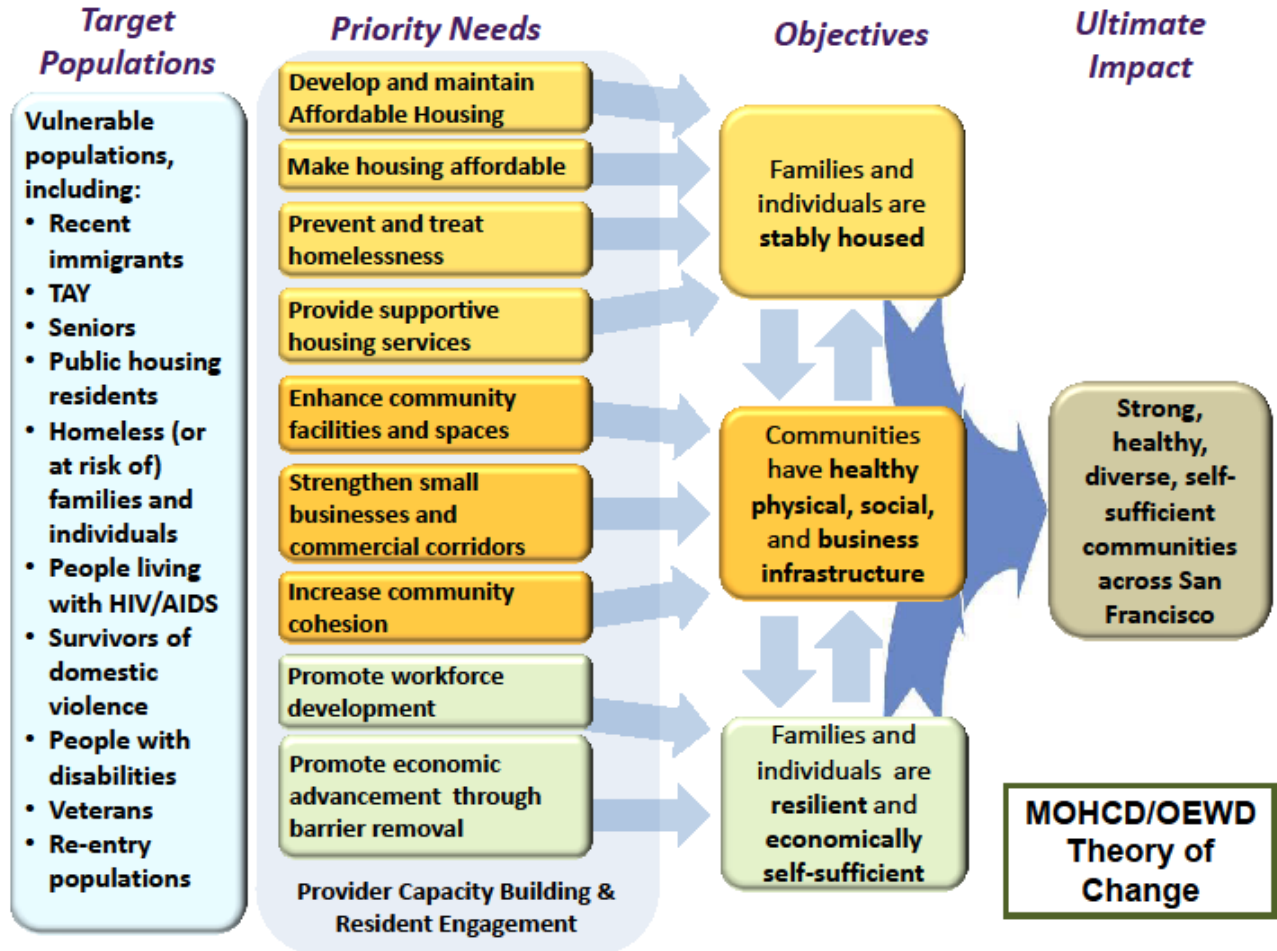 Target
Populations
Vulnerable
populations,
including:
• Recent
immigrants
• TAY
• Seniors
• Public housing
residents
• Homeless (or
at risk of)
families and
individuals
• People living
with HIV/AIDS
• Survivors of
domestic
violence
• People with
disabilities
• Veterans
• Re-entry
populations
Priority Needs
Develop and maintain
Affordable Housing
Make housing affordable
Prevent and treat
homelessness
Provide supportive
housing services
Enhance community
facilities and spaces
Strengthen small
businesses and
commercial corridors
Increase community
cohesion
Promote workforce
development
Promote economic
advancement through
barrier removal
Provider Capacity Building &
Resident Engagement
Objectives
Families and
individuals are
stably housed
Communities
have healthy
physical, social,
and business
infrastructure
Families and
individuals are
resilient and
economically
self-sufficient
Ultimate
Impact
Strong,
healthy,
diverse, self-
sufficient
communities
across San
Francisco
MOHCD/OEWD
Theory of
Change